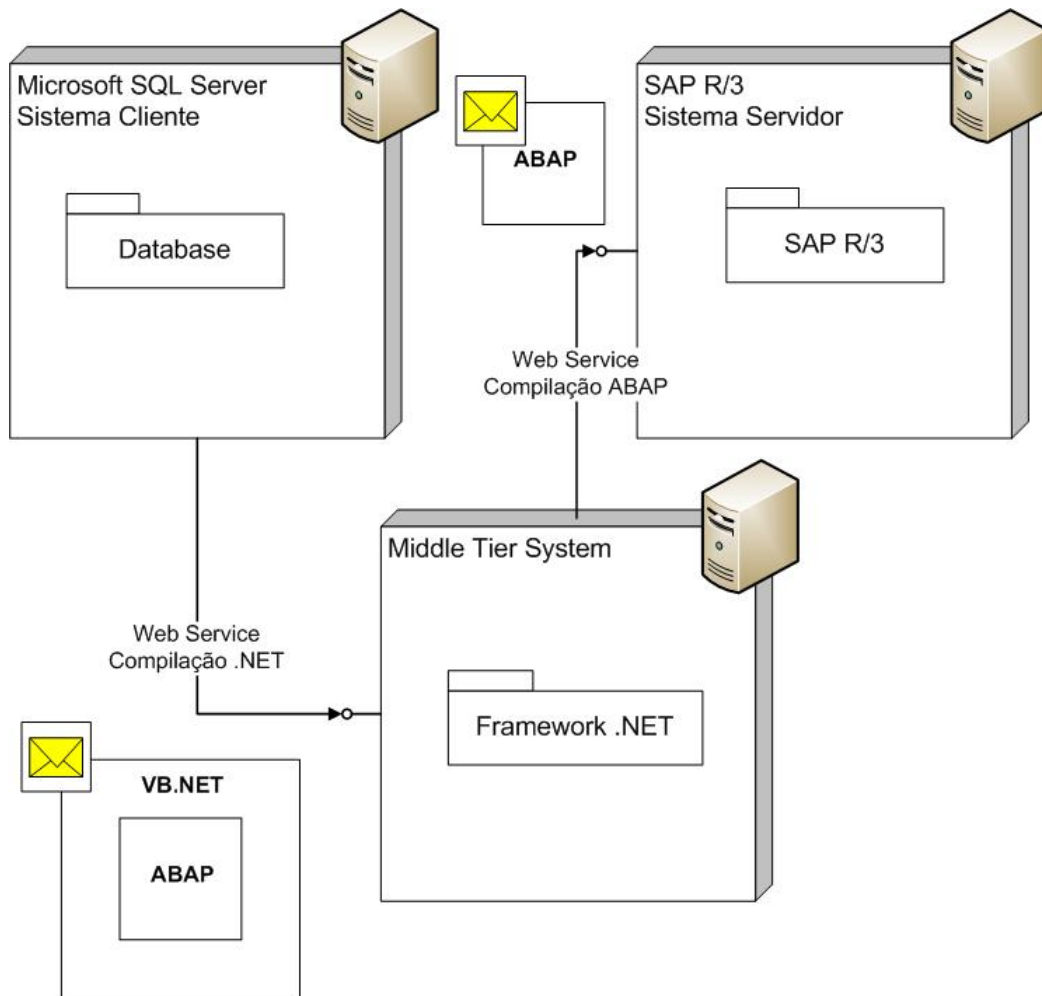 Microsoft SQL Server
Sistema Cliente
Database
ABAP
SAP R/3
Sistema Servidor
SAP R/3
Web Service
Compilação ABAP
Middle Tier System
Framework .NET
Web Service
Compilação .NET
VB.NET
ABAP